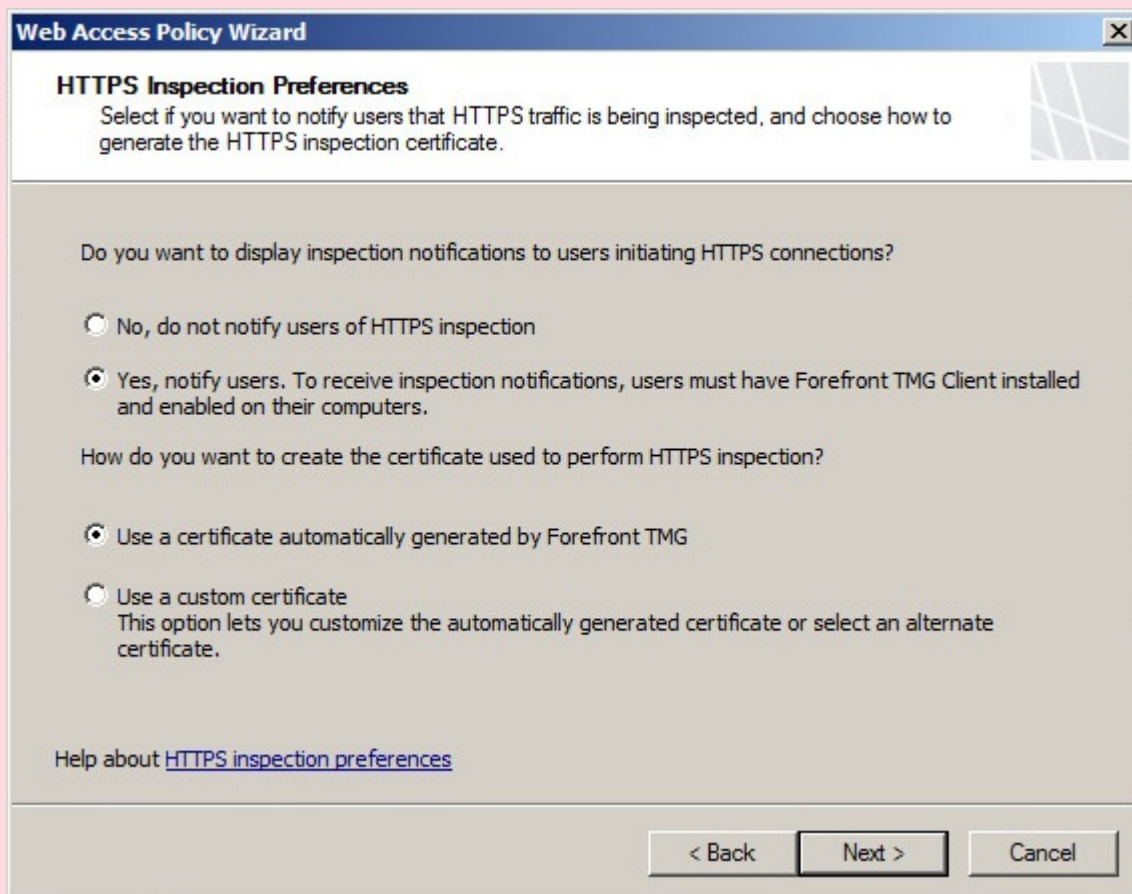 Web Access Policy Wizard
HTTPS Inspection Preferences
Select if you want to notify users that HTTPS traffic is being inspected, and choose how to
generate the HTTPS inspection certificate.
Do you want to display inspection notifications to users initiating HTTPS connections?
No, do not notify users of HTTPS inspection
Yes, notify users. To receive inspection notifications, users must have Forefront TMG Client installed
and enabled on their computers.
How do you want to create the certificate used to perform HTTPS inspection?
Use a certificate automatically generated by Forefront TMG
Use a custom certificate
This option lets you customize the automatically generated certificate or select an alternate
certificate.
Help about HTTPS inspection preferences
< Back Next > Cancel